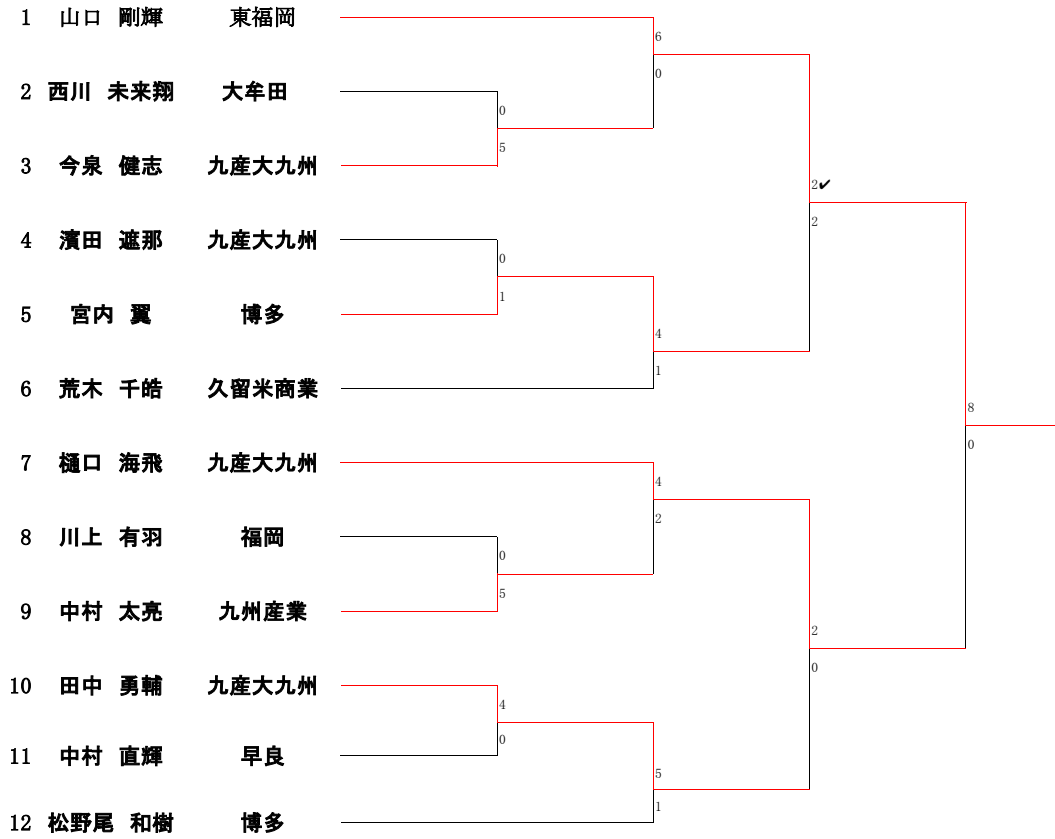 1 山口 剛輝 東福岡
6
0
2 西川 未来翔 大牟田
0
5
3 今泉 健志 九産大九州
2✔
2
4 濱田 遮那 九産大九州
0
1
5 宮内 翼 博多
4
1
6 荒木 千皓 久留米商業
8
0
7 樋口 海飛 九産大九州
4
2
8 川上 有羽 福岡
0
5
9 中村 太亮 九州産業
2
0
10 田中 勇輔 九産大九州
4
0
11 中村 直輝 早良
5
1
12 松野尾 和樹 博多